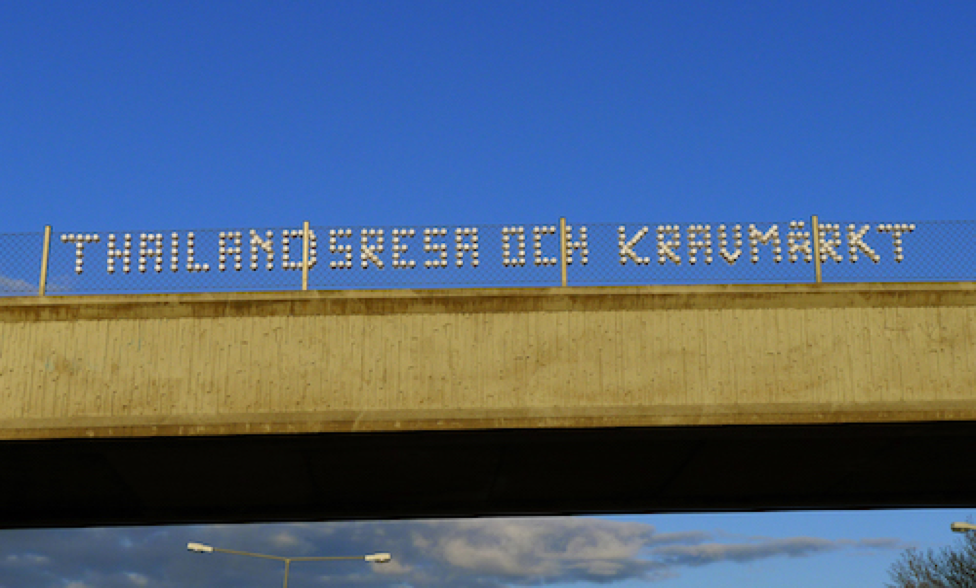 THAILANDSRESA OCH KRAVMÄRKT